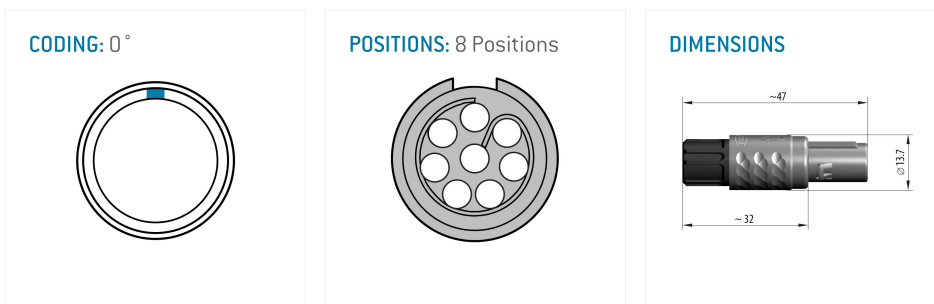 CODING: 0°
POSITIONS: 8 Positions
DIMENSIONS
~47
Ø 13.7
~ 32